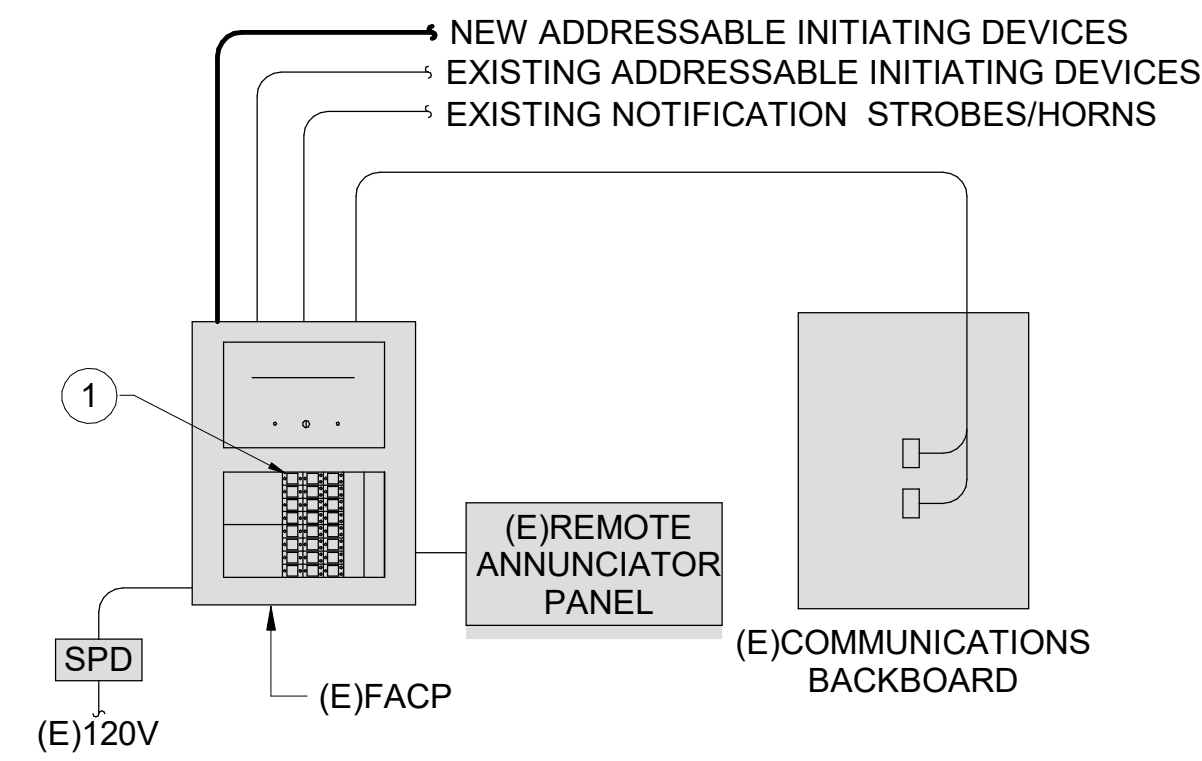 NEW ADDRESSABLE INITIATING DEVICES
EXISTING ADDRESSABLE INITIATING DEVICES
EXISTING NOTIFICATION STROBES/HORNS
1
(E)REMOTE
ANNUNCIATOR
PANEL
(E)COMMUNICATIONS
BACKBOARD
SPD
(E)FACP
(E)120V